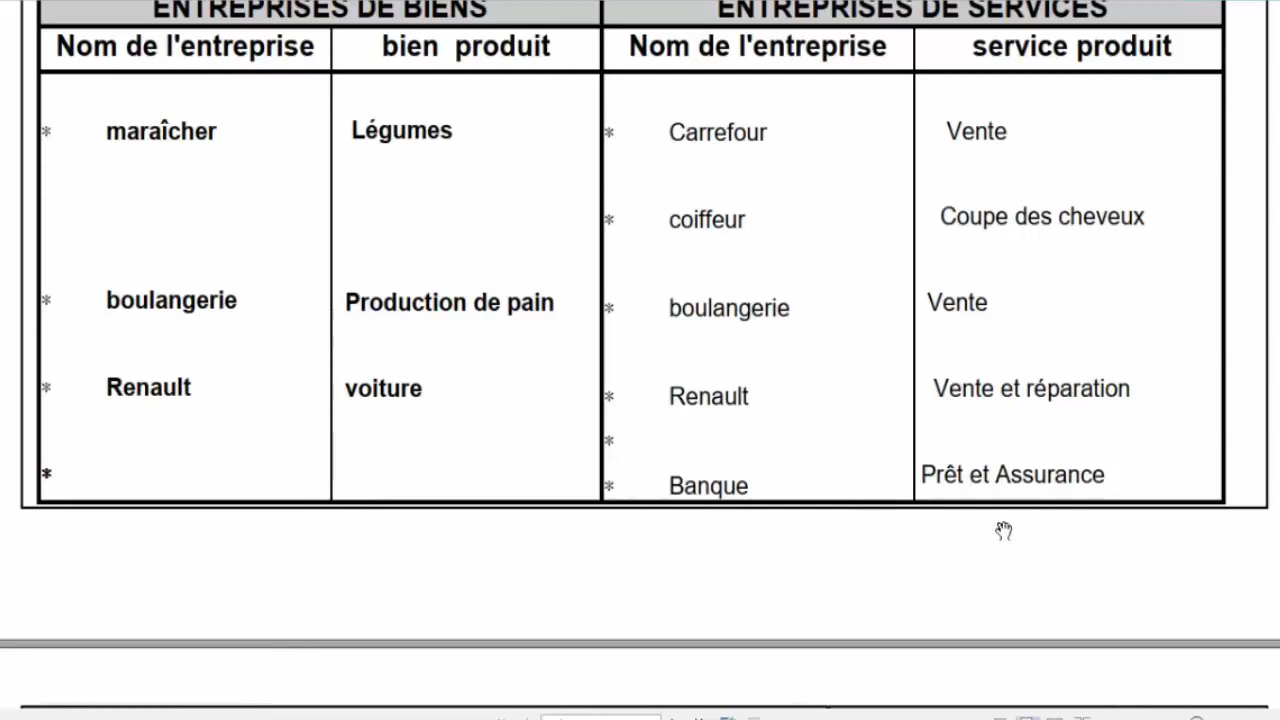 ENTREPRISES DE BIENS ENTREPRISES DE SERVICES
Nom de l'entreprise bien produit Nom de l'entreprise service produit
* maraîcher Légumes * Carrefour Vente
* coiffeur Coupe des cheveux
* boulangerie Production de pain * boulangerie Vente
* Renault voiture * Renault Vente et réparation
*
* * Banque Prêt et Assurance